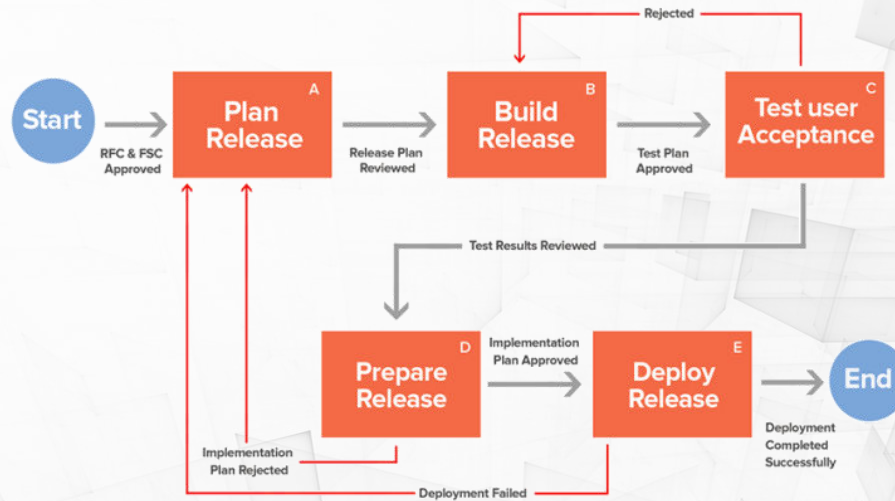 Rejected
Start
RFC & FSC
Approved
A
Plan
Release
Release Plan
Reviewed
B
Build
Release
Test Plan
Approved
C
Test user
Acceptance
Test Results Reviewed
D
Prepare
Release
Implementation
Plan Approved
E
Deploy
Release
End
Deployment
Completed
Successfully
Implementation
Plan Rejected
Deployment Failed